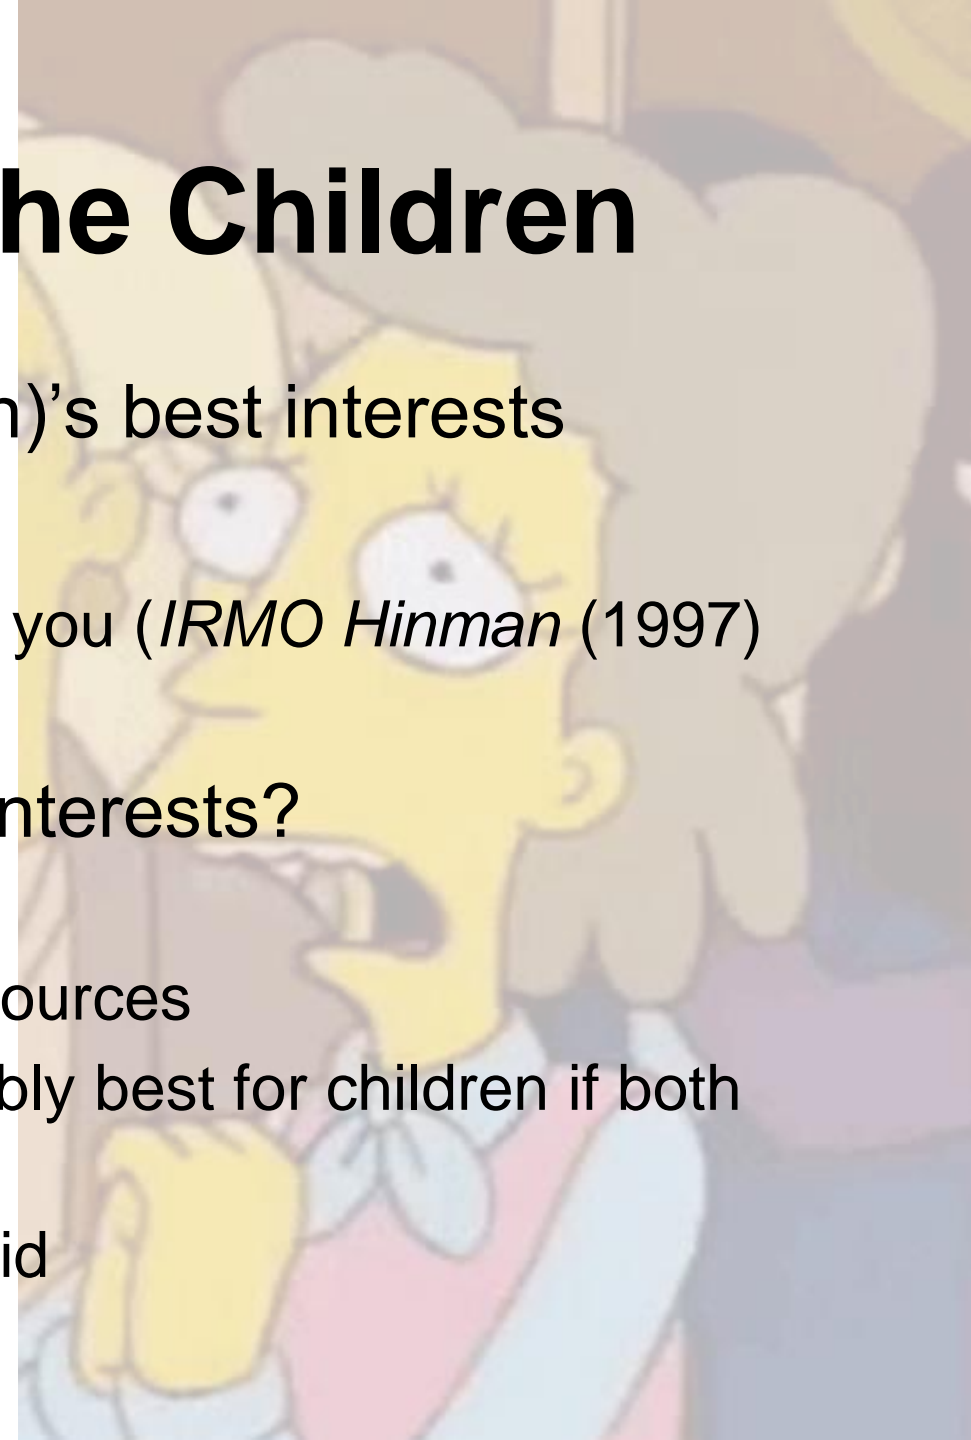 he Children
n)’s best interests
you (IRMO Hinman (1997)
nterests?
ources
bly best for children if both
id